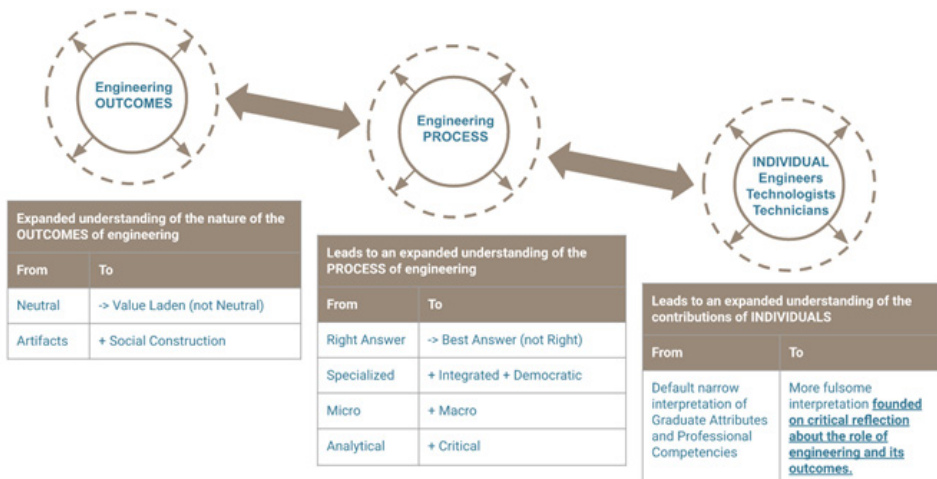 Engineering
OUTCOMES
Engineering
PROCESS
INDIVIDUAL
Engineers
Technologists
Technicians
Expanded understanding of the nature of the
OUTCOMES of engineering
From To
Neutral -> Value Laden (not Neutral)
Artifacts + Social Construction
Leads to an expanded understanding of the
PROCESS of engineering
From To
Right Answer -> Best Answer (not Right)
Specialized + Integrated + Democratic
Micro + Macro
Analytical + Critical
Leads to an expanded understanding of the
contributions of INDIVIDUALS
From To
Default narrow
interpretation of
Graduate Attributes
and Professional
Competencies
More fulsome
interpretation founded
on critical reflection
about the role of
engineering and its
outcomes.